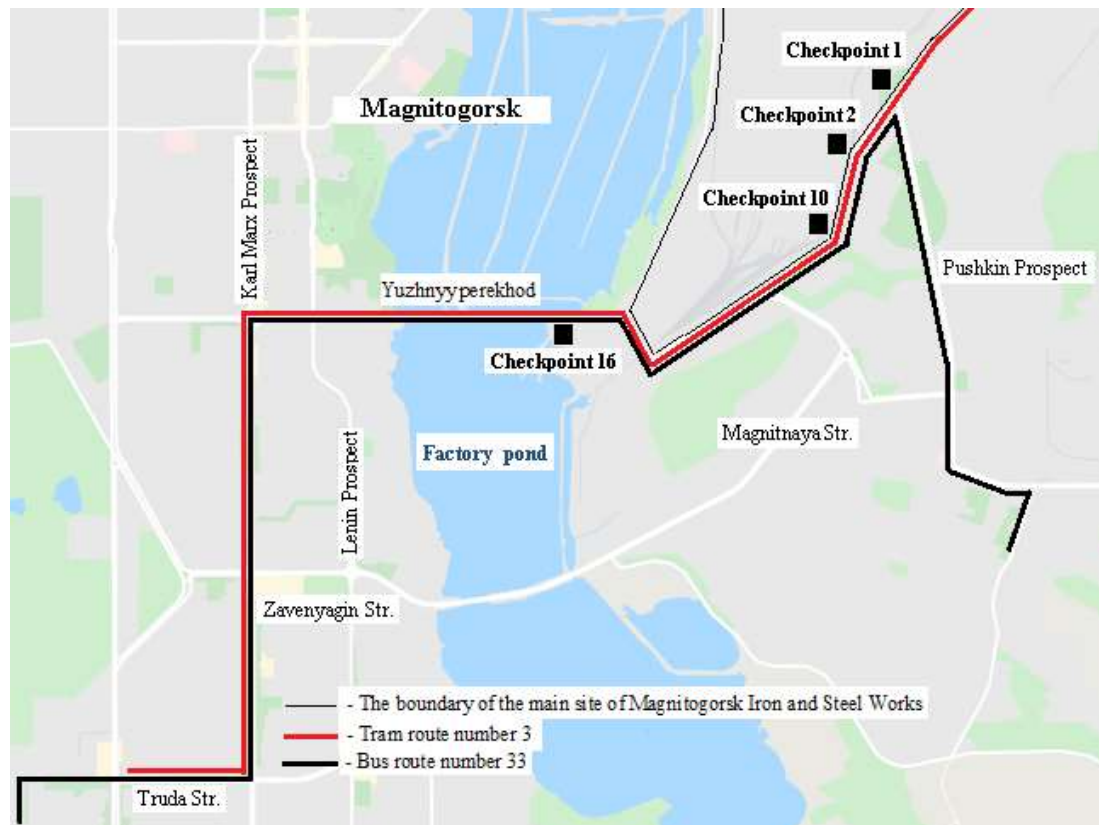 Checkpoint 1
Magnitogorsk
Checkpoint 2
Checkpoint 10
Karl Marx Prospect
Pushkin Prospect
Yuzhnyy perekhod
Checkpoint 16
Magnitnaya Str.
Factory pond
Lenin Prospect
Zavenyagin Str.
- The boundary of the main site of Magnitogorsk Iron and Steel Works
- Tram route number 3
- Bus route number 33
Truda Str.